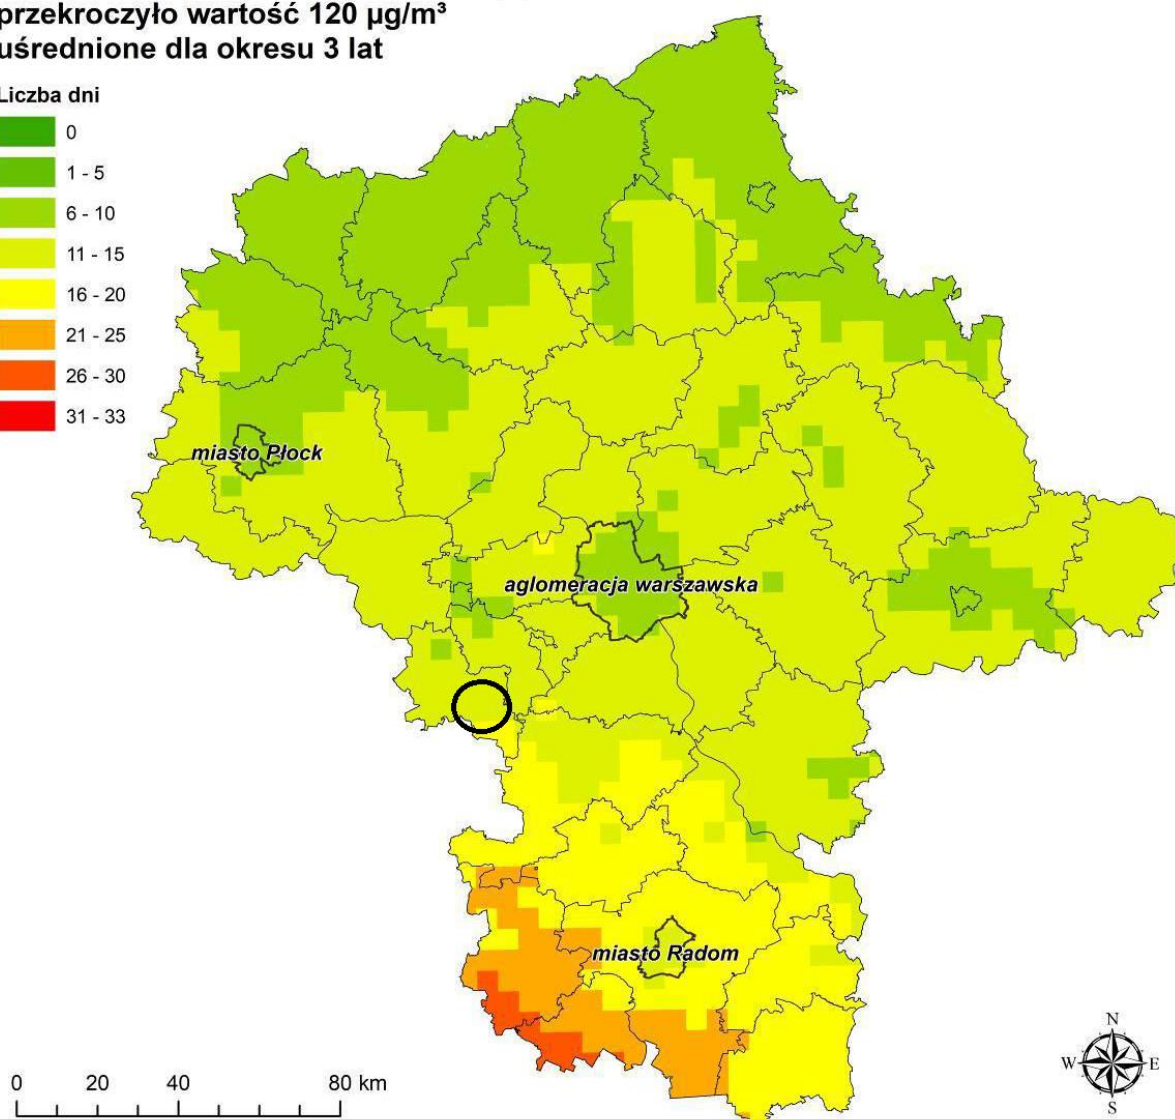 przekroczyło wartość 120 µg/m³
uśrednione dla okresu 3 lat
Liczba dni
0
1 - 5
6 - 10
11 - 15
16 - 20
21 - 25
26 - 30
31 - 33
miasto Płock
aglomeracja warszawska
miasto Radom
0 20 40 80 km
N
W E
S